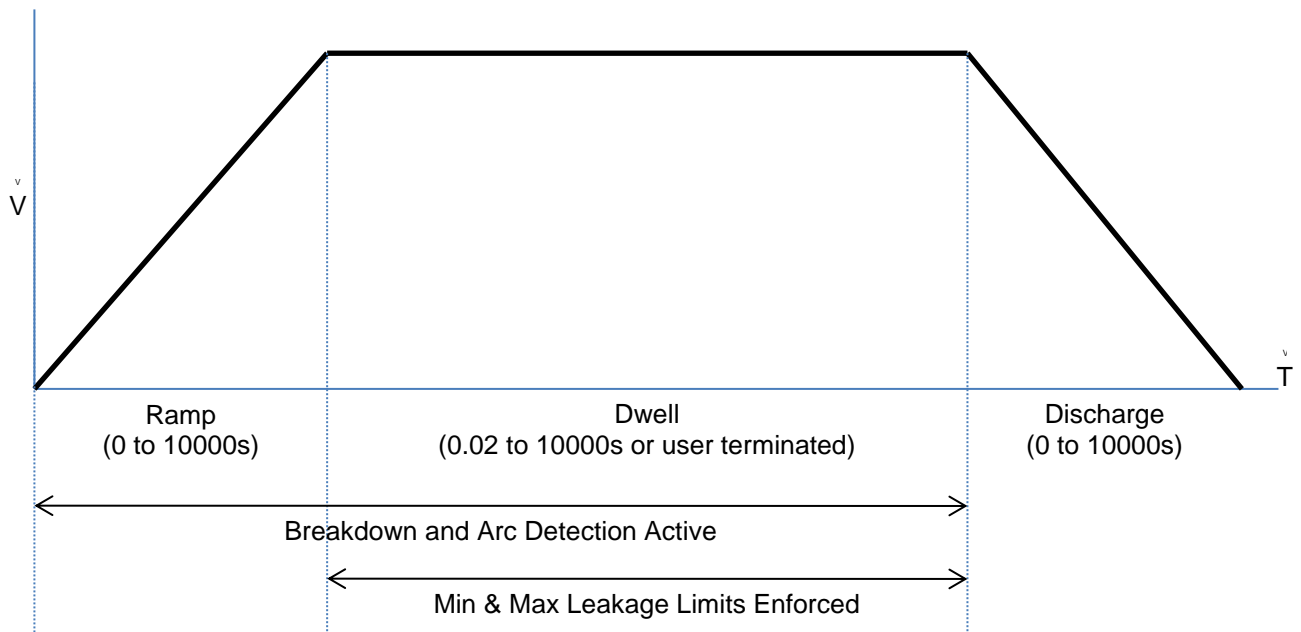 v
V
v
T
Ramp
(0 to 10000s)
Dwell
(0.02 to 10000s or user terminated)
Discharge
(0 to 10000s)
Breakdown and Arc Detection Active
Min & Max Leakage Limits Enforced